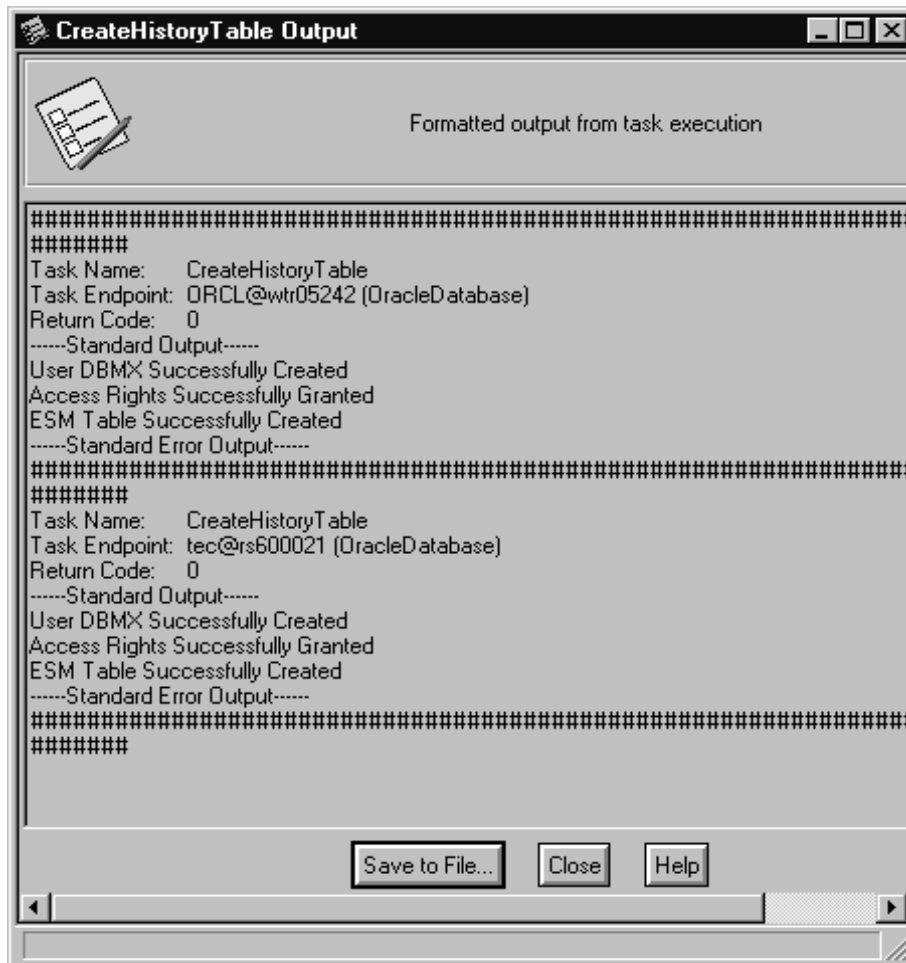 CreateHistoryTable Output
Formatted output from task execution
##############################################################
#######
Task Name: CreateHistoryTable
Task Endpoint: ORCL@wtr05242 (OracleDatabase)
Return Code: 0
------Standard Output------
User DBMX Successfully Created
Access Rights Successfully Granted
ESM Table Successfully Created
------Standard Error Output------
##############################################################
#######
Task Name: CreateHistoryTable
Task Endpoint: tec@rs600021 (OracleDatabase)
Return Code: 0
------Standard Output------
User DBMX Successfully Created
Access Rights Successfully Granted
ESM Table Successfully Created
------Standard Error Output------
##############################################################
#######
Save to File... Close Help